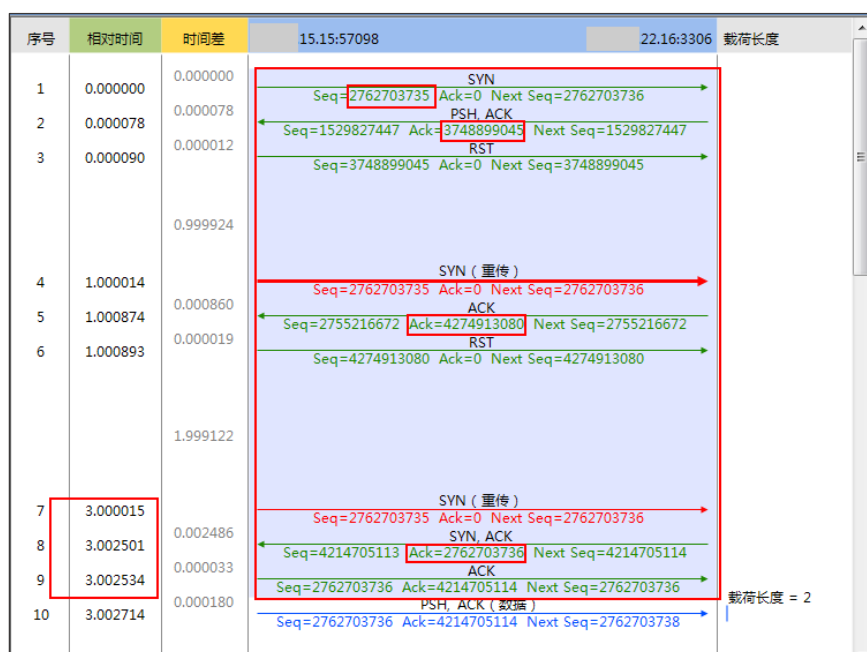 序号 相对时间 时间差 15.15:57098 22.16:3306 载荷长度
1 0.000000 0.000000 SYN
Seq=2762703735 Ack=0 Next Seq=2762703736
2 0.000078 0.000078 PSH, ACK
Seq=1529827447 Ack=3748899045 Next Seq=1529827447
3 0.000090 0.000012 RST
Seq=3748899045 Ack=0 Next Seq=3748899045
0.999924
4 1.000014 SYN（重传）
Seq=2762703735 Ack=0 Next Seq=2762703736
5 1.000874 0.000860 ACK
Seq=2755216672 Ack=4274913080 Next Seq=2755216672
6 1.000893 0.000019 RST
Seq=4274913080 Ack=0 Next Seq=4274913080
1.999122
7 3.000015 SYN（重传）
Seq=2762703735 Ack=0 Next Seq=2762703736
8 3.002501 0.002486 SYN, ACK
Seq=4214705113 Ack=2762703736 Next Seq=4214705114
9 3.002534 0.000033 ACK
Seq=2762703736 Ack=4214705114 Next Seq=2762703736
10 3.002714 0.000180 PSH, ACK（数据） 载荷长度 = 2
Seq=2762703736 Ack=4214705114 Next Seq=2762703738